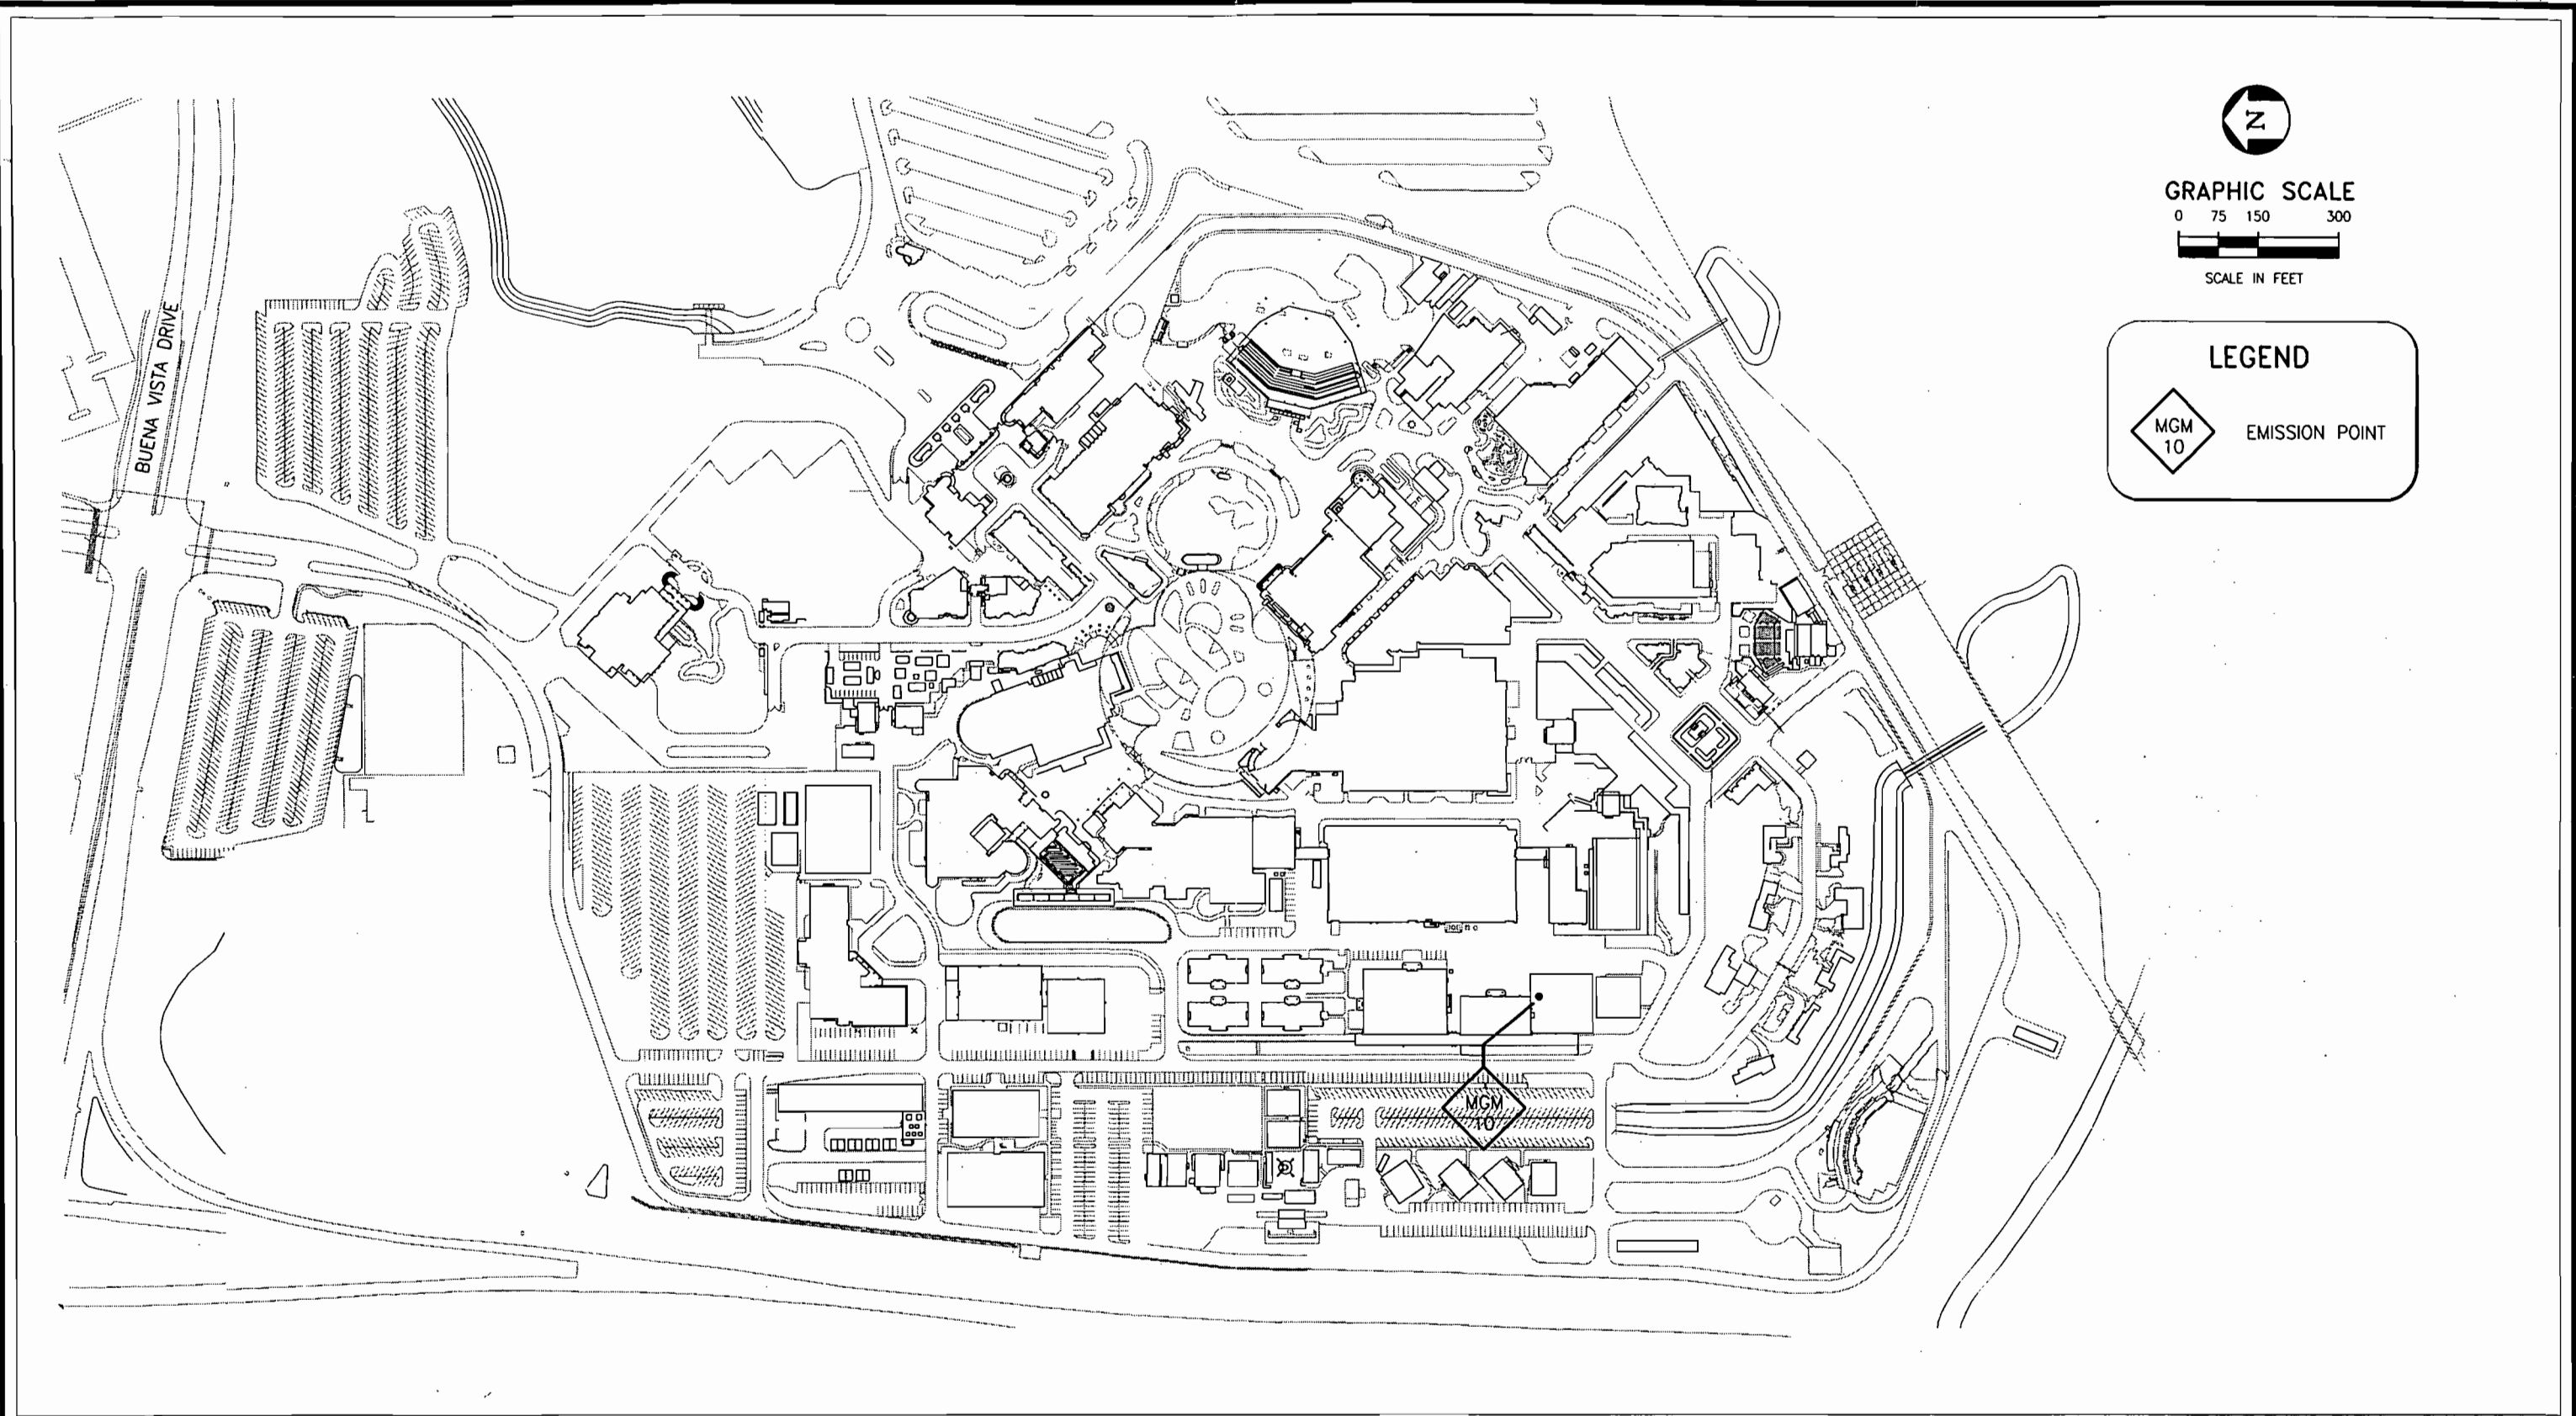 N
GRAPHIC SCALE
0 75 150 300
SCALE IN FEET
LEGEND
MGM
10
EMISSION POINT
BUENA VISTA DRIVE
MGM
10